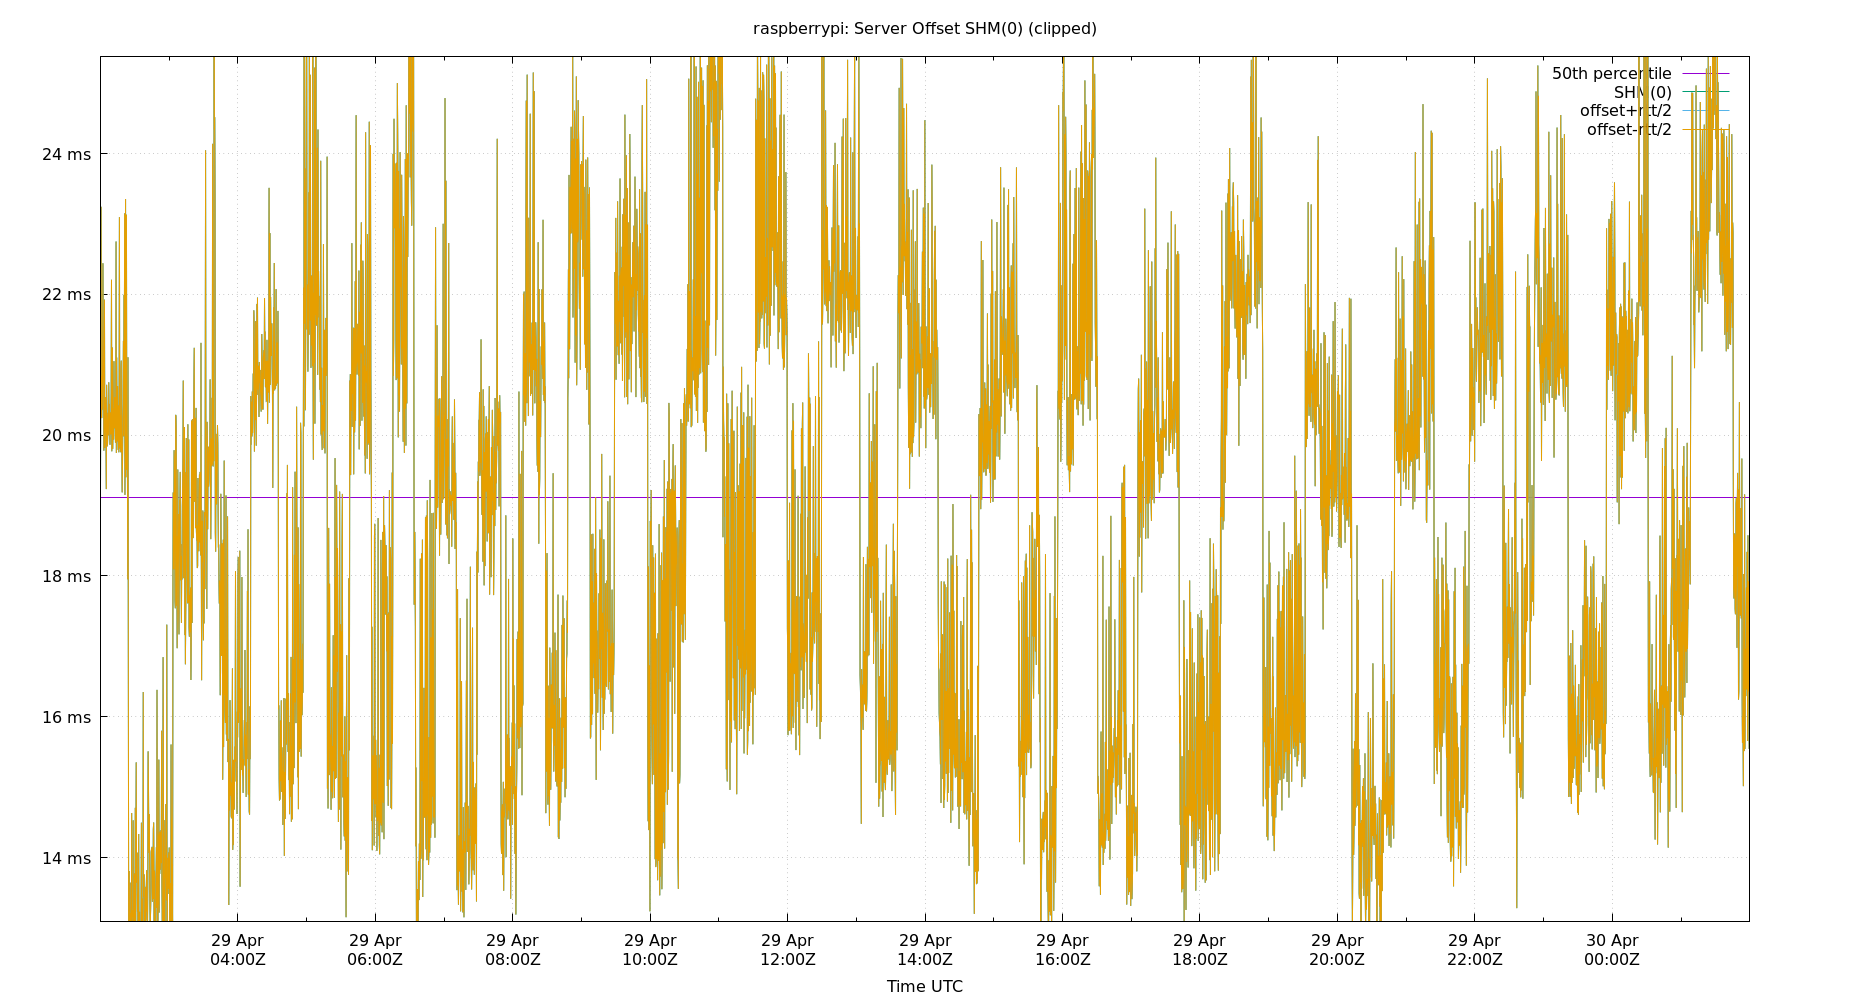 raspberrypi: Server Offset SHM(0) (clipped)
50th percentile
SHM(0)
offset+rtt/2
offset-rtt/2
24 ms
22 ms
20 ms
18 ms
16 ms
14 ms
29 Apr 29 Apr 29 Apr 29 Apr 29 Apr 29 Apr 29 Apr 29 Apr 29 Apr 29 Apr 30 Apr
04:00Z 06:00Z 08:00Z 10:00Z 12:00Z 14:00Z 16:00Z 18:00Z 20:00Z 22:00Z 00:00Z
Time UTC